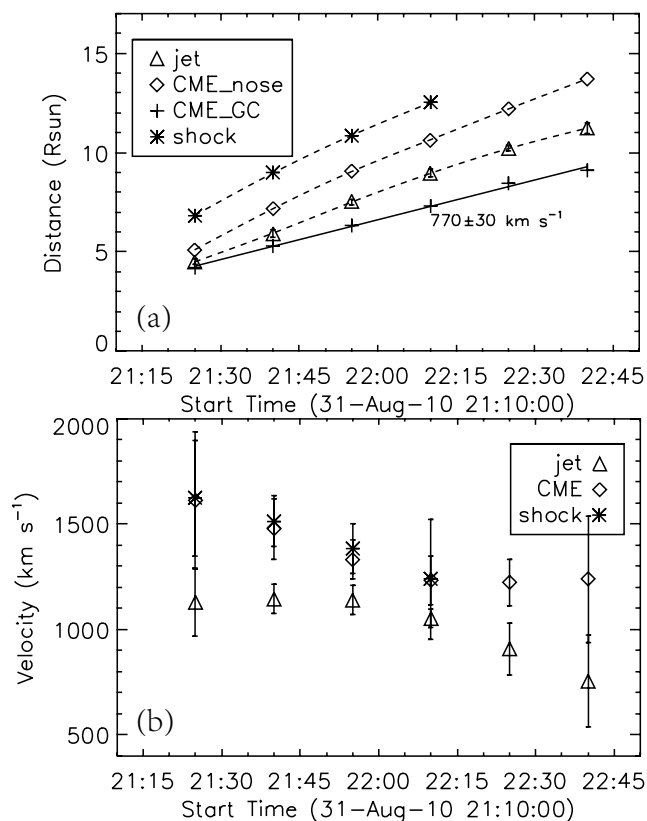 15
10
5
0
Distance (Rsun)
jet
CME_nose
CME_GC
shock
770±30 km s⁻¹
(a)
21:15 21:30 21:45 22:00 22:15 22:30 22:45
Start Time (31-Aug-10 21:10:00)
2000
1500
1000
500
Velocity (km s⁻¹)
jet
CME
shock
(b)
21:15 21:30 21:45 22:00 22:15 22:30 22:45
Start Time (31-Aug-10 21:10:00)